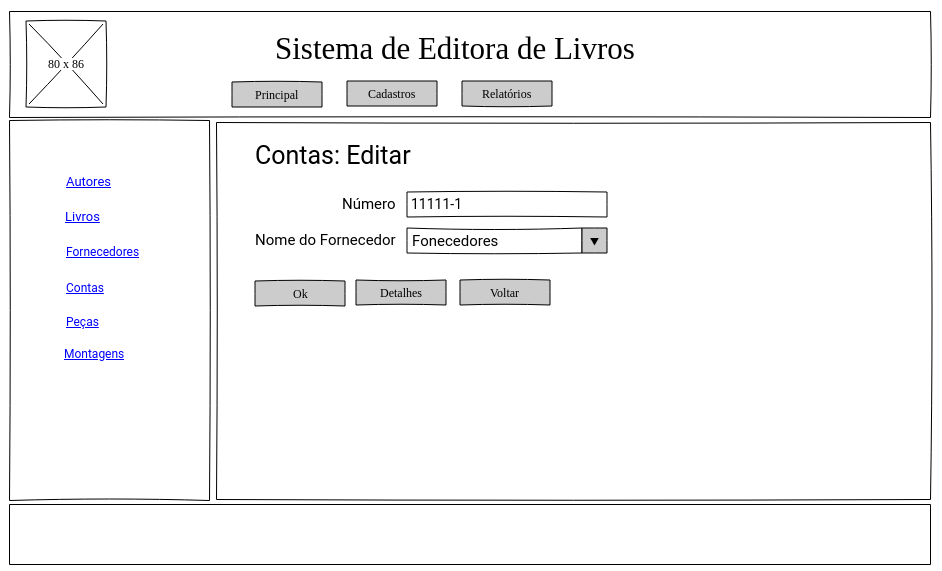 Sistema de Editora de Livros
80 x 86
Principal
Cadastros
Relatórios
Autores
Livros
Fornecedores
Contas
Peças
Montagens
Contas: Editar
Número
11111-1
Nome do Fornecedor
Fonecedores
Ok
Detalhes
Voltar